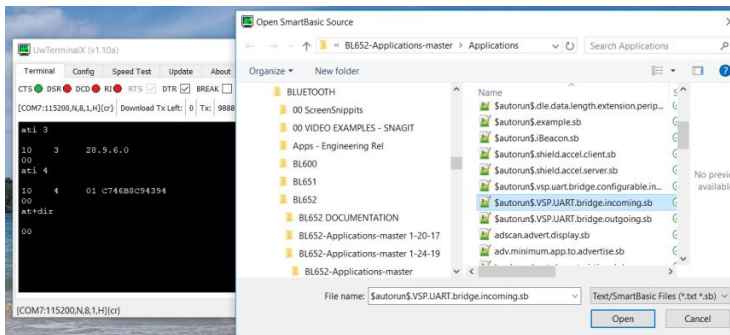 UwTerminalX (v1.10a)
Terminal Config Speed Test Update About
CTS DSR DCD RI RTS DTR BREAK
[COM7:115200,N,8,1,H]{cr} Download Tx Left: 0 Tx: 9888
ati 3
10 3 28.9.6.0
00
ati 4
10 4 01 C746B8C94394
00
at+dir
00
[COM7:115200,N,8,1,H]{cr}
Open SmartBasic Source
« BL652-Applications-master > Applications
Search Applications
Organize
New folder
BLUETOOTH
00 ScreenSnippits
00 VIDEO EXAMPLES - SNAGIT
Apps - Engineering Rel
BL600
BL651
BL652
BL652 DOCUMENTATION
BL652-Applications-master 1-20-17
BL652-Applications-master 1-24-19
BL652-Applications-master
Name
$autorun$.dle.data.length.extension.perip...
$autorun$.example.sb
$autorun$.iBeacon.sb
$autorun$.shield.accel.client.sb
$autorun$.shield.accel.server.sb
$autorun$.vsp.uart.bridge.configurable.in...
$autorun$.VSP.UART.bridge.incoming.sb
$autorun$.VSP.UART.bridge.outgoing.sb
adscan.advert.display.sb
adv.minimum.app.to.advertise.sb
No previe
available
File name: $autorun$.VSP.UART.bridge.incoming.sb
Text/SmartBasic Files (*.txt *.sb)
Open Cancel